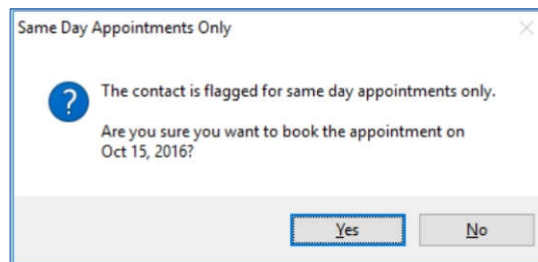 Same Day Appointments Only
?
The contact is flagged for same day appointments only.
Are you sure you want to book the appointment on
Oct 15, 2016?
Yes
No